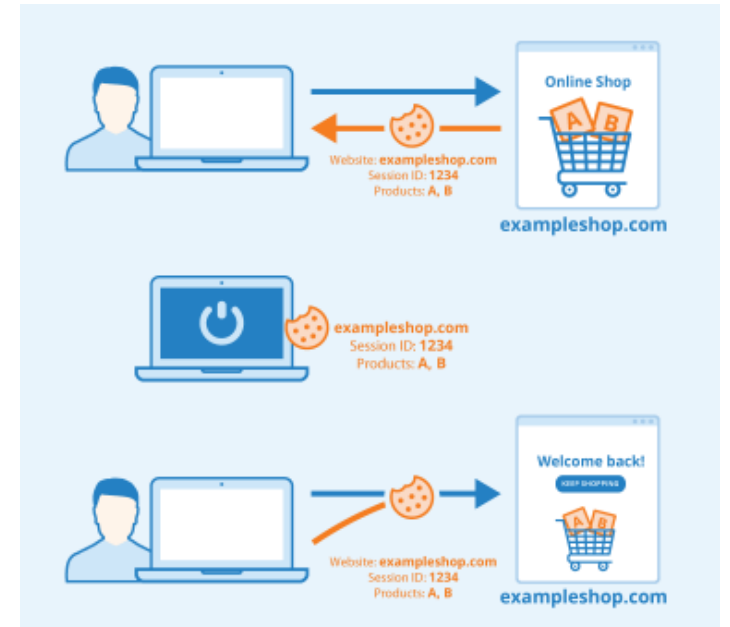 Online Shop
A B
Website: exampleshop.com
Session ID: 1234
Products: A, B
exampleshop.com
exampleshop.com
Session ID: 1234
Products: A, B
Welcome back!
KEEP SHOPPING
A B
Website: exampleshop.com
Session ID: 1234
Products: A, B
exampleshop.com